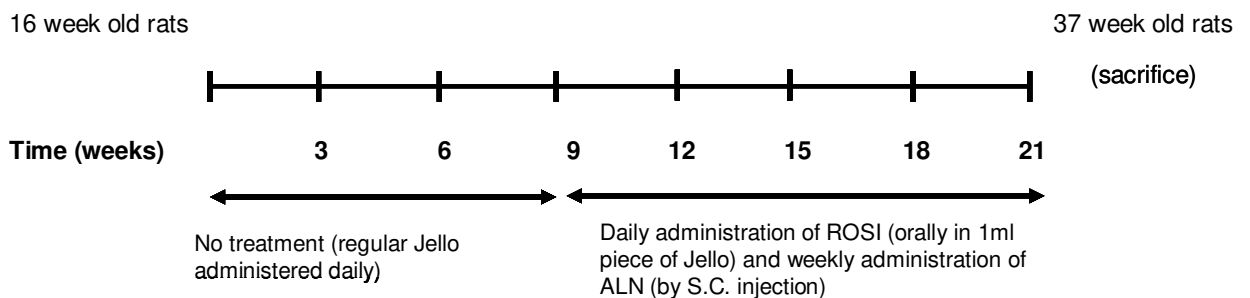 16 week old rats
37 week old rats
(sacrifice)
Time (weeks) 3 6 9 12 15 18 21
No treatment (regular Jello
administered daily)
Daily administration of ROSI (orally in 1ml
piece of Jello) and weekly administration of
ALN (by S.C. injection)